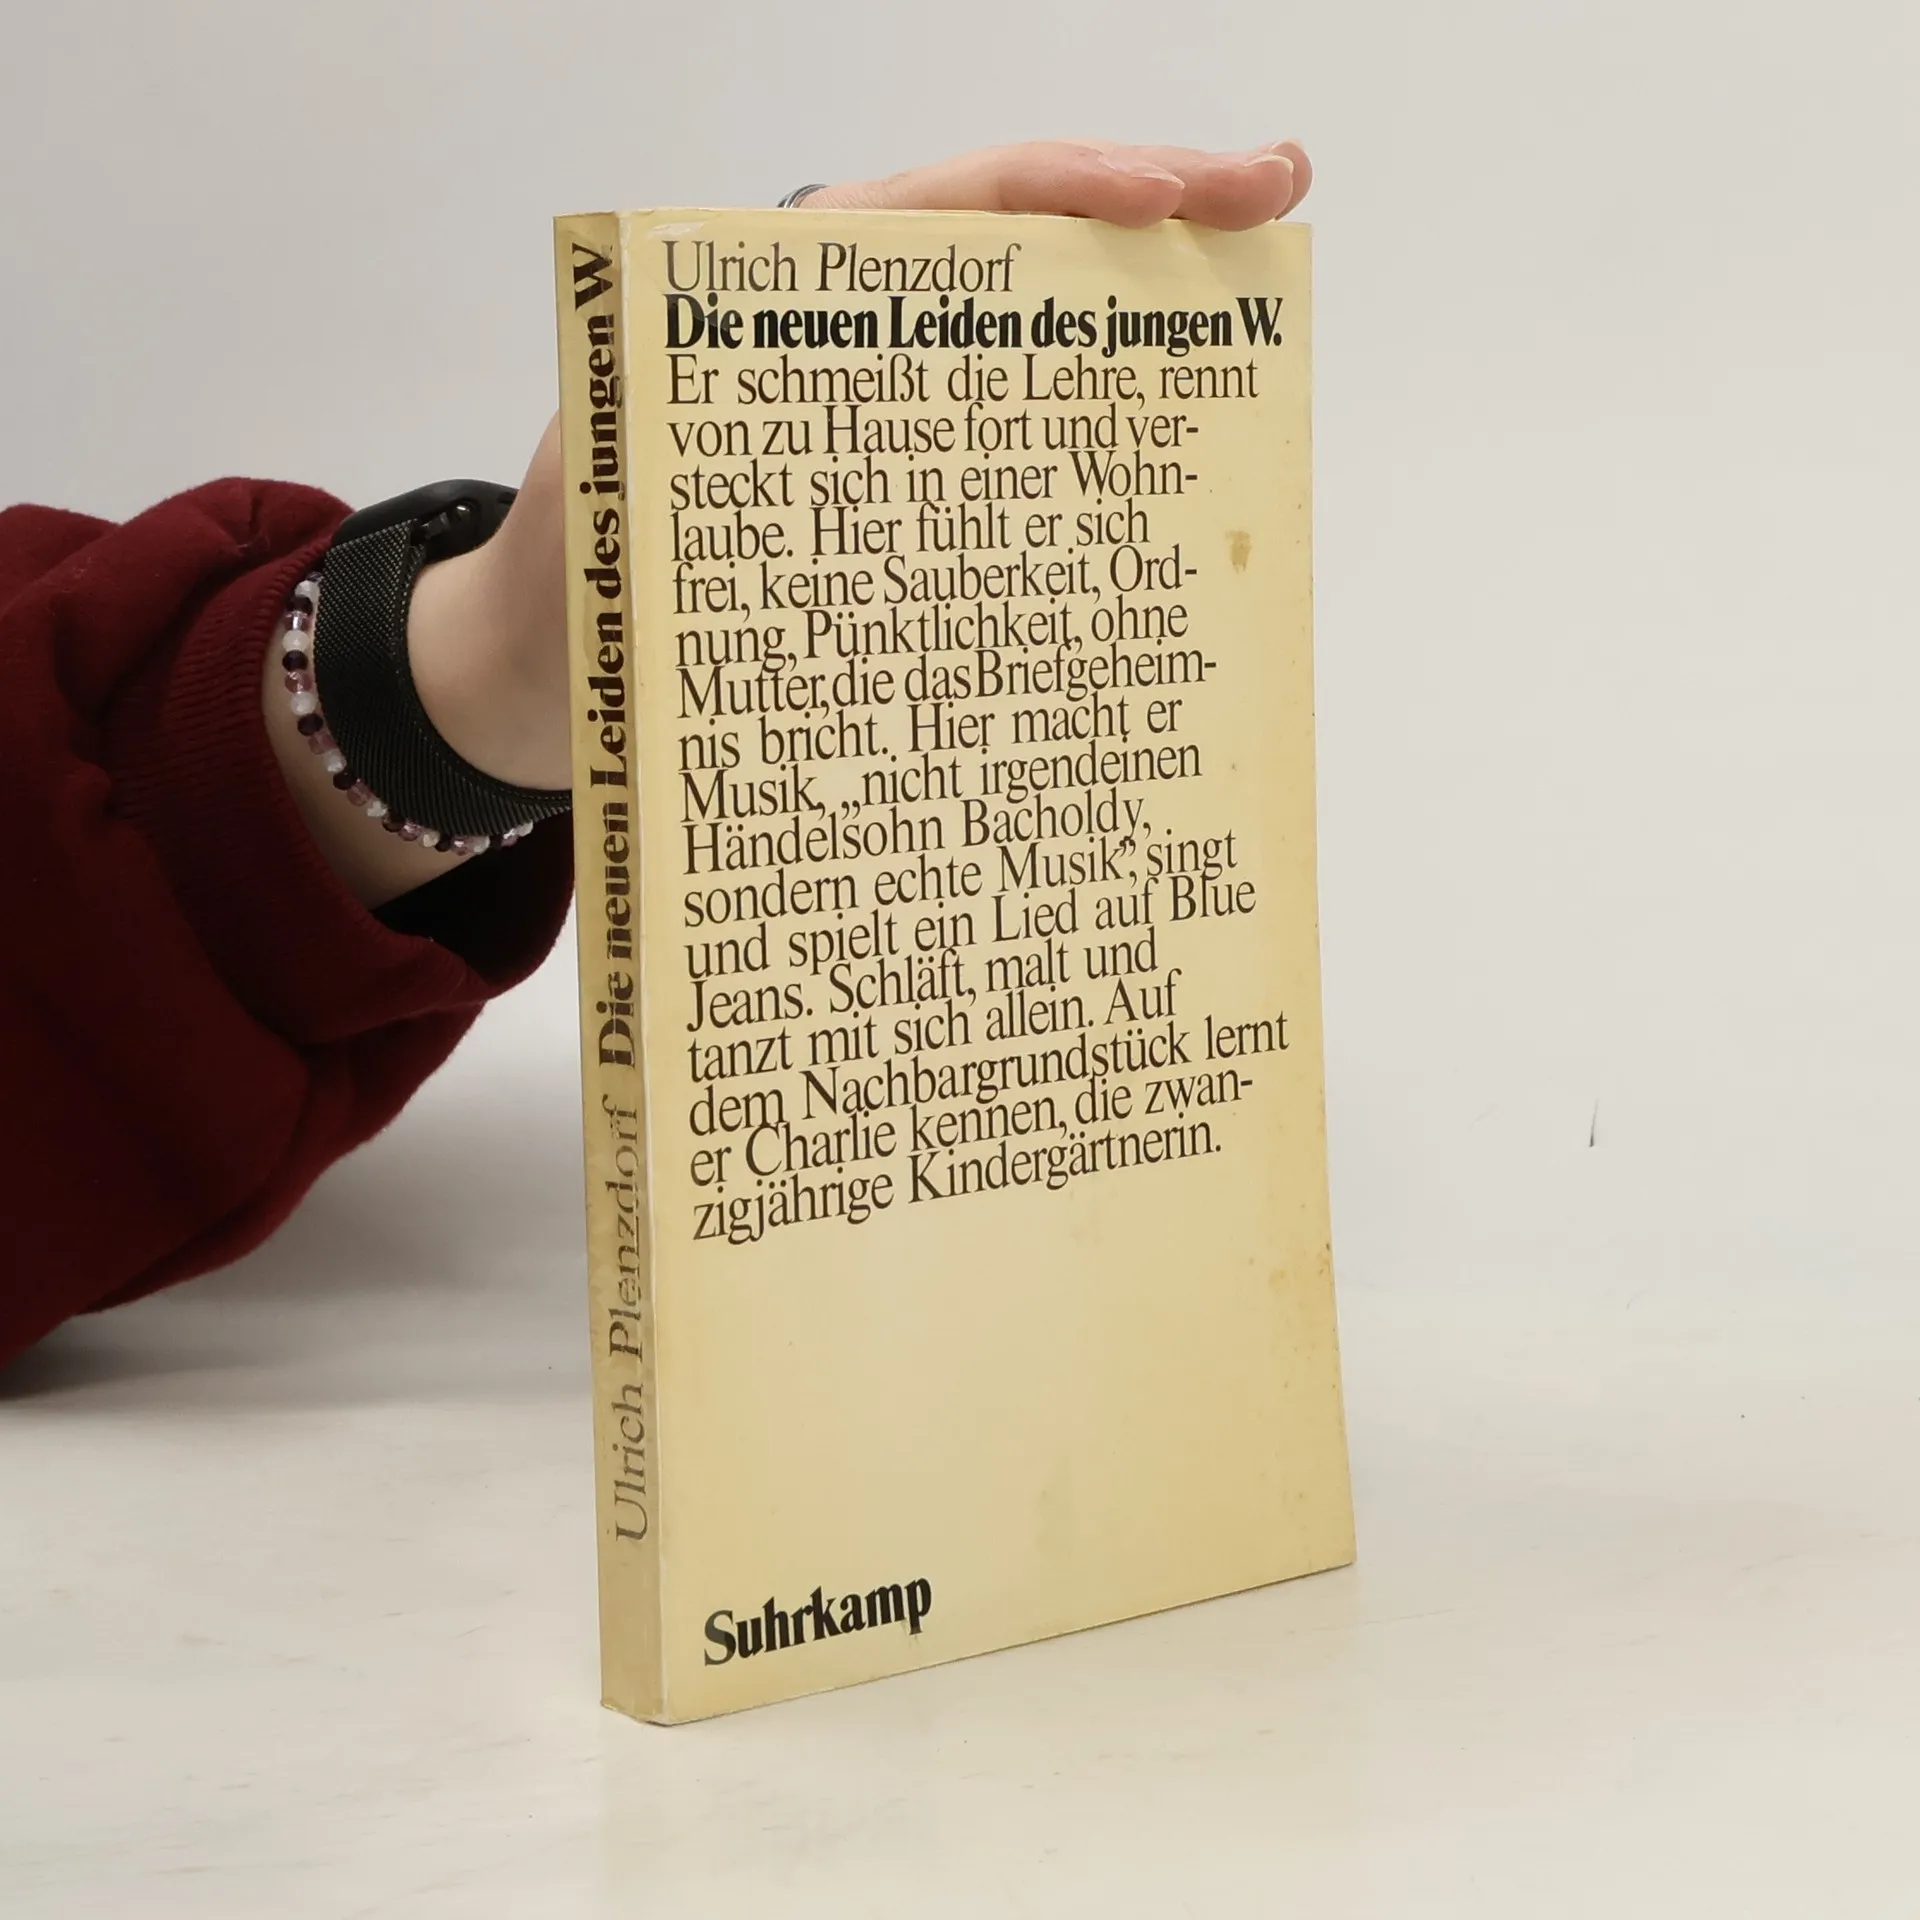 Ulrich Plenzdorf
Die neuen Leiden des jungen W.
Er schmeißt die Lehre, rennt
von zu Hause fort und ver-
steckt sich in einer Wohn-
laube. Hier fühlt er sich
frei, keine Sauberkeit, Ord-
nung, Pünktlichkeit, ohne
Mutter, die das Briefgeheim-
nis bricht. Hier macht er
Musik, „nicht irgendeinen
Händelsohn Bacholdy,
sondern echte Musik”, singt
und spielt ein Lied auf Blue
Jeans. Schläft, malt und
tanzt mit sich allein. Auf
dem Nachbargrundstück lernt
er Charlie kennen, die zwan-
zigjährige Kindergärtnerin.
Suhrkamp
Ulrich Plenzdorf Die neuen Leiden des jungen W